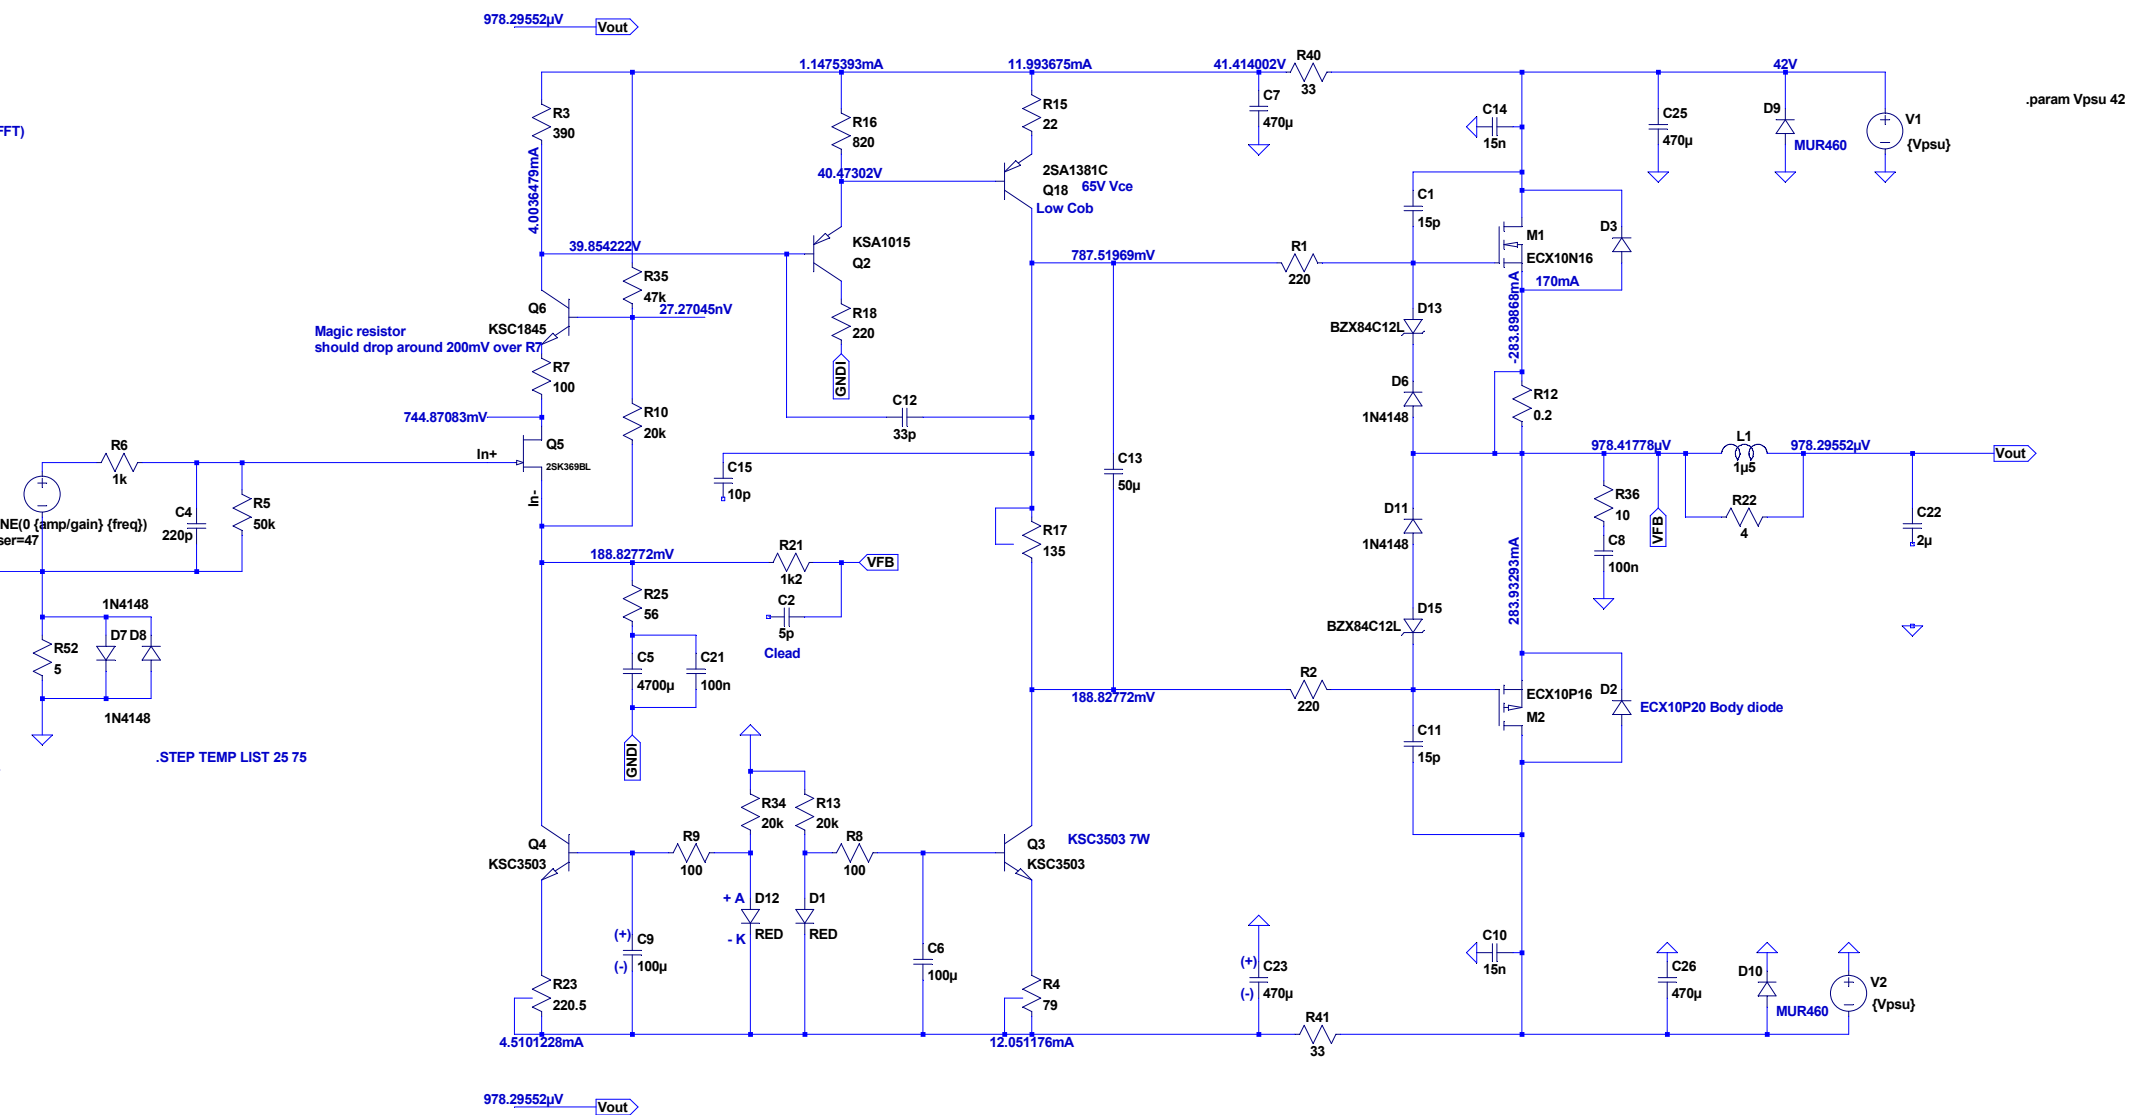 978.29552µV
Vout
1.1475393mA
11.993675mA
41.414002V
R40
33
42V
.param Vpsu 42
FFT)
R3
390
4.0036479mA
R16
820
R15
22
C7
470µ
C14
15n
C25
470µ
D9
MUR460
V1
{Vpsu}
40.47302V
2SA1381C
Q18
65V Vce
Low Cob
C1
15p
39.854222V
KSA1015
Q2
787.51969mV
R1
220
M1
ECX10N16
D3
170mA
-283.89868mA
R35
47k
27.27045nV
Q6
KSC1845
Magic resistor
should drop around 200mV over R7
R18
220
GNDI
D13
BZX84C12L
R7
100
744.87083mV
R10
20k
C12
33p
D6
1N4148
R12
0.2
R6
1k
In+
Q5
2SK369BL
In-
C15
10p
C13
50µ
978.41778µV
L1
1µ5
978.29552µV
Vout
R5
50k
C4
220p
NE(0 {amp/gain} {freq})
ser=47
R17
135
D11
1N4148
R36
10
C8
100n
VFB
R22
4
C22
2µ
188.82772mV
R21
1k2
VFB
R25
56
C2
5p
Clead
283.93293mA
1N4148
D7
D8
R52
5
1N4148
C5
4700µ
C21
100n
GNDI
D15
BZX84C12L
188.82772mV
R2
220
ECX10P16
M2
D2
ECX10P20 Body diode
C11
15p
.STEP TEMP LIST 25 75
R34
20k
R13
20k
Q4
KSC3503
R9
100
R8
100
Q3
KSC3503
KSC3503 7W
+ A
D12
- K
RED
D1
RED
(+)
C9
(-)
100µ
C6
100µ
(+)
C23
(-)
470µ
C10
15n
C26
470µ
D10
MUR460
V2
{Vpsu}
R23
220.5
R4
79
4.5101228mA
12.051176mA
R41
33
978.29552µV
Vout